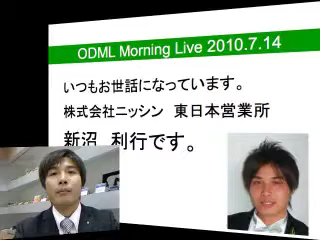 ODML Morning Live 2010.7.14
いつもお世話になっています。
株式会社ニッシン　東日本営業所
新沼　利行です。